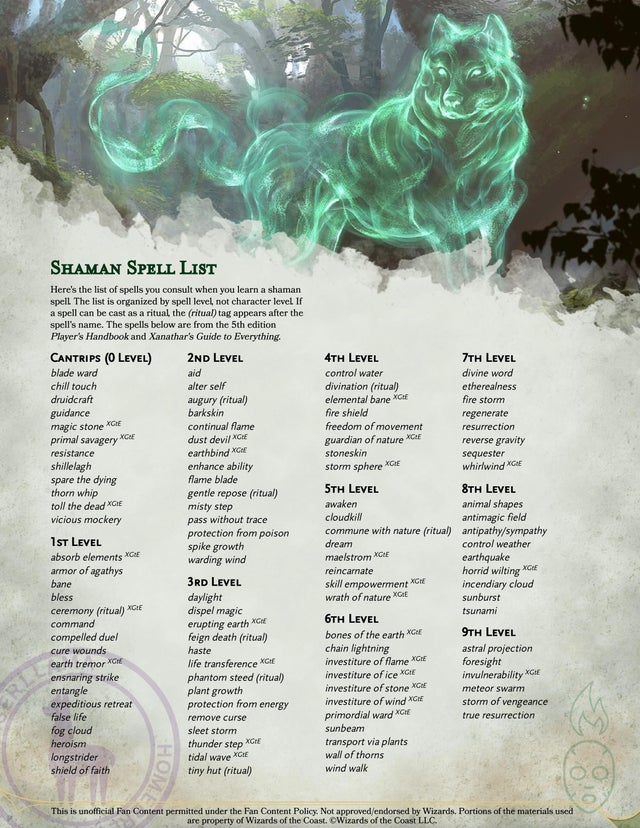 SHAMAN SPELL LIST
Here's the list of spells you consult when you learn a shaman
spell. The list is organized by spell level, not character level. If
a spell can be cast as a ritual, the (ritual) tag appears after the
spell's name. The spells below are from the 5th edition
Player's Handbook and Xanathar's Guide to Everything.
CANTRIPS (0 LEVEL)
blade ward
chill touch
druidcraft
guidance
magic stone XGtE
primal savagery XGtE
resistance
shillelagh
spare the dying
thorn whip
toll the dead XGtE
vicious mockery
1ST LEVEL
absorb elements XGtE
armor of agathys
bane
bless
ceremony (ritual) XGtE
command
compelled duel
cure wounds
earth tremor XGtE
ensnaring strike
entangle
expeditious retreat
false life
fog cloud
heroism
longstrider
shield of faith
2ND LEVEL
aid
alter self
augury (ritual)
barkskin
continual flame
dust devil XGtE
earthbind XGtE
enhance ability
flame blade
gentle repose (ritual)
misty step
pass without trace
protection from poison
spike growth
warding wind
3RD LEVEL
daylight
dispel magic
erupting earth XGtE
feign death (ritual)
haste
life transference XGtE
phantom steed (ritual)
plant growth
protection from energy
remove curse
sleet storm
thunder step XGtE
tidal wave XGtE
tiny hut (ritual)
4TH LEVEL
control water
divination (ritual)
elemental bane XGtE
fire shield
freedom of movement
guardian of nature XGtE
stoneskin
storm sphere XGtE
5TH LEVEL
awaken
cloudkill
commune with nature (ritual)
dream
maelstrom XGtE
reincarnate
skill empowerment XGtE
wrath of nature XGtE
6TH LEVEL
bones of the earth XGtE
chain lightning
investiture of flame XGtE
investiture of ice XGtE
investiture of stone XGtE
investiture of wind XGtE
primordial ward XGtE
sunbeam
transport via plants
wall of thorns
wind walk
7TH LEVEL
divine word
etherealness
fire storm
regenerate
resurrection
reverse gravity
sequester
whirlwind XGtE
8TH LEVEL
animal shapes
antimagic field
antipathy/sympathy
control weather
earthquake
horrid wilting XGtE
incendiary cloud
sunburst
tsunami
9TH LEVEL
astral projection
foresight
invulnerability XGtE
meteor swarm
storm of vengeance
true resurrection
This is unofficial Fan Content permitted under the Fan Content Policy. Not approved/endorsed by Wizards. Portions of the materials used
are property of Wizards of the Coast. ©Wizards of the Coast LLC.